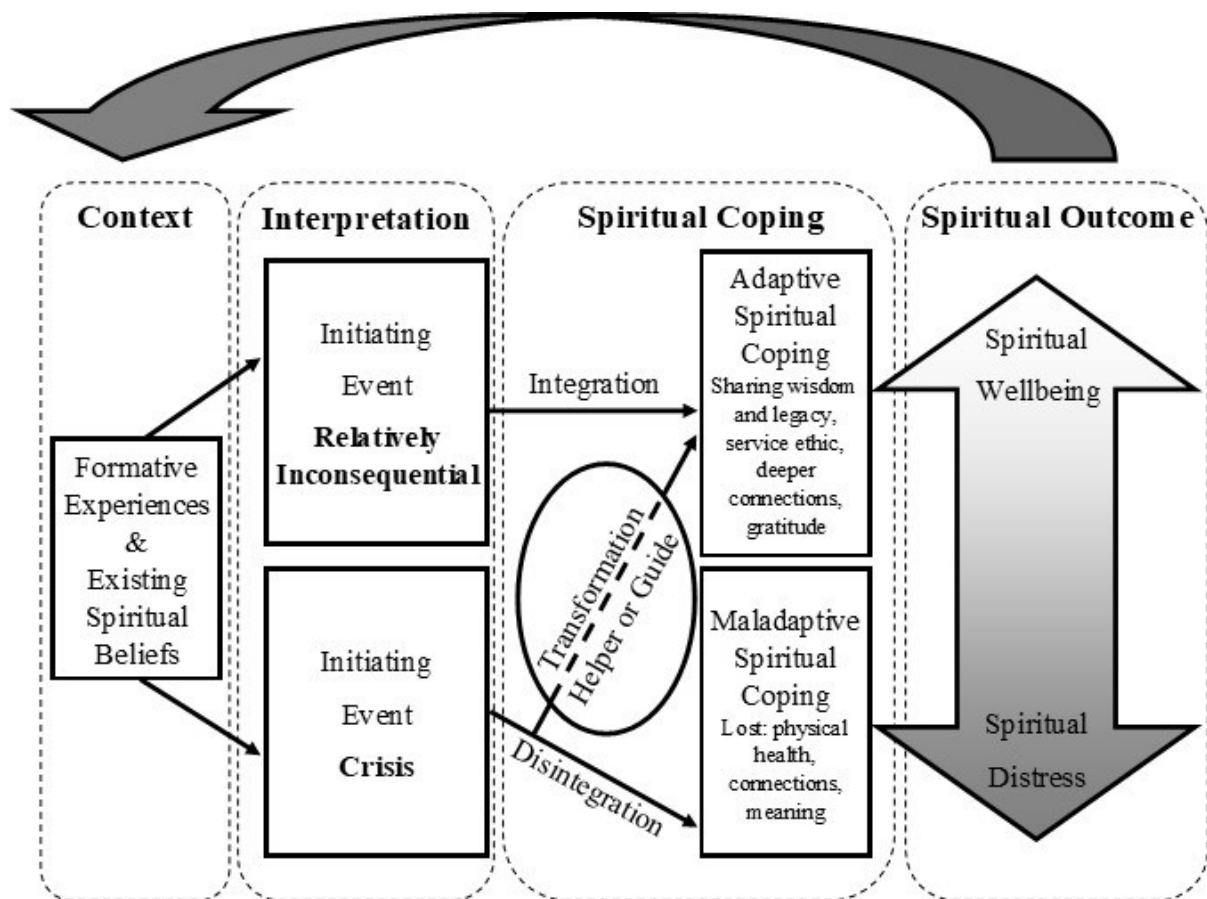 Context
Interpretation
Spiritual Coping
Spiritual Outcome
Formative
Experiences
&
Existing
Spiritual
Beliefs
Initiating
Event
Relatively
Inconsequential
Initiating
Event
Crisis
Integration
Transformation
Helper or Guide
Disintegration
Adaptive
Spiritual
Coping
Sharing wisdom
and legacy,
service ethic,
deeper
connections,
gratitude
Maladaptive
Spiritual
Coping
Lost: physical
health,
connections,
meaning
Spiritual
Wellbeing
Spiritual
Distress